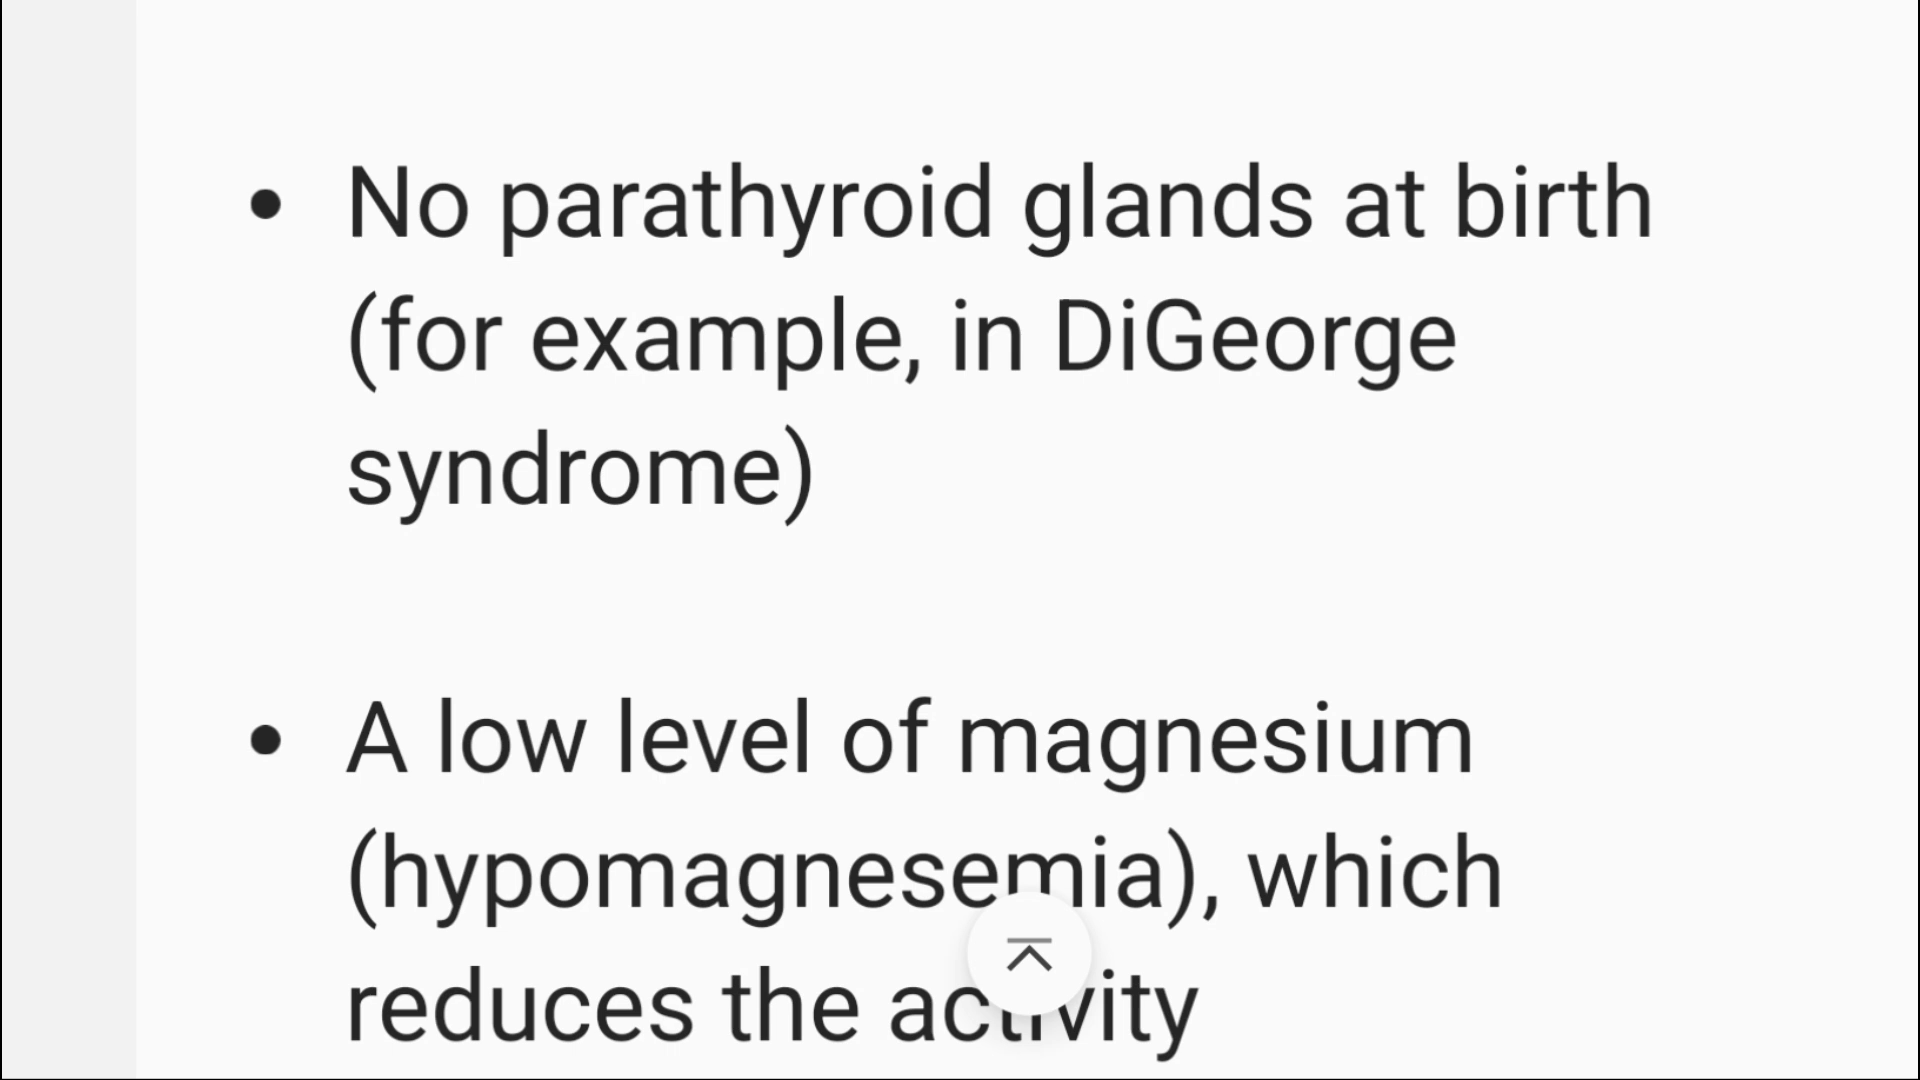 • No parathyroid glands at birth
(for example, in DiGeorge
syndrome)
• A low level of magnesium
(hypomagnesemia), which
reduces the activity